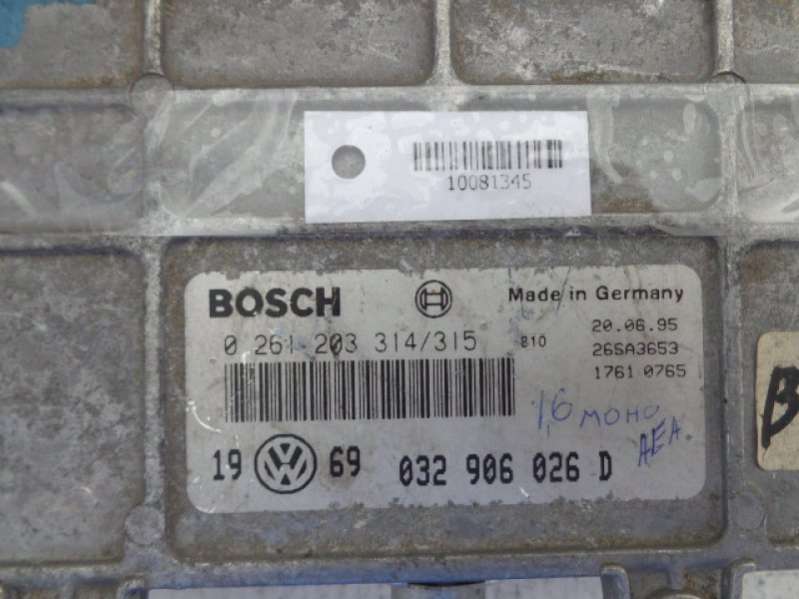 10081345
BOSCH Made in Germany
0 261 203 314/315 810 20.06.95
26SA3653
1761 0765
1,6 моно
AEA.
19 VW 69 032 906 026 D
B